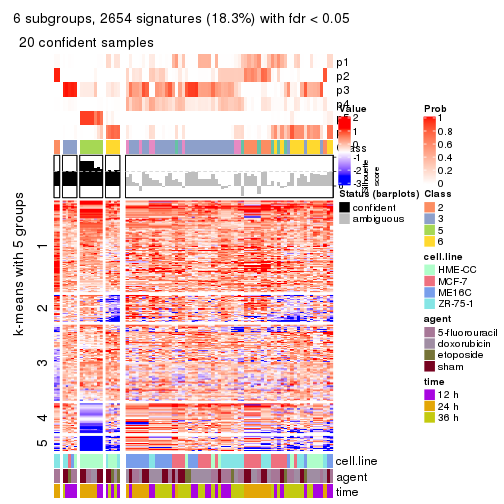 6 subgroups, 2654 signatures (18.3%) with fdr < 0.05
20 confident samples
p1
p2
p3
p4
Value
2
1
0
-1
-2
-3
Silhouette
score
Status (barplots)
confident
ambiguous
Prob
1
0.8
0.6
0.4
0.2
0
Class
2
3
5
6
cell.line
HME-CC
MCF-7
ME16C
ZR-75-1
agent
5-fluorouracil
doxorubicin
etoposide
sham
time
12 h
24 h
36 h
k-means with 5 groups
1
2
3
4
5
cell.line
agent
time